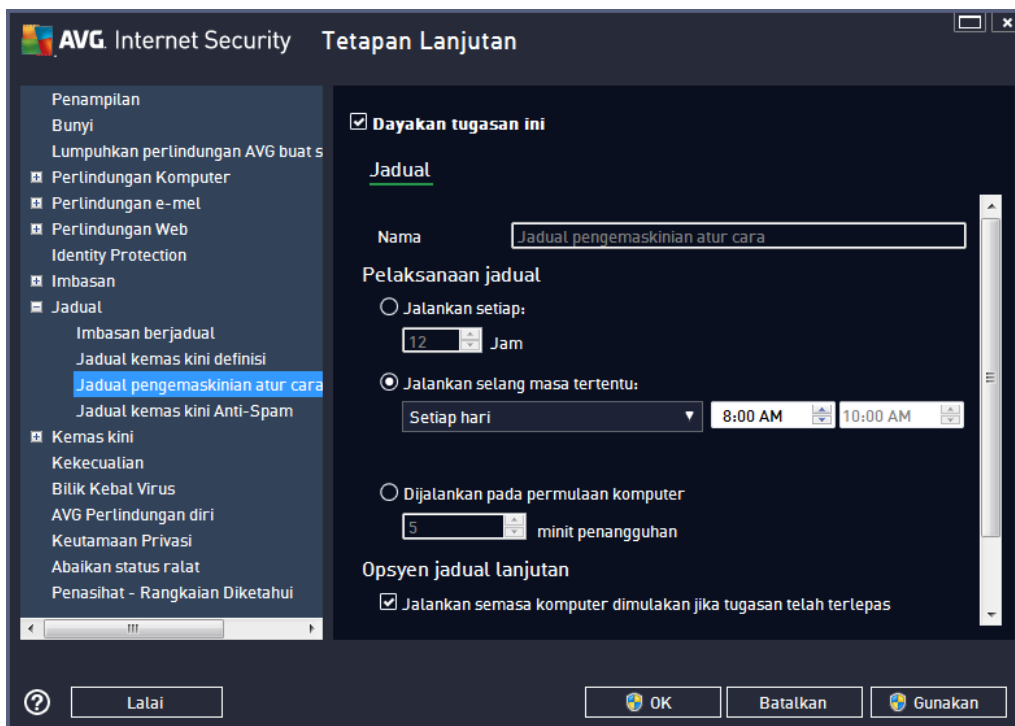 AVG. Internet Security Tetapan Lanjutan
Penampilan
Bunyi
Lumpuhkan perlindungan AVG buat s
Perlindungan Komputer
Perlindungan e-mel
Perlindungan Web
Identity Protection
Imbasan
Jadual
Imbasan berjadual
Jadual kemas kini definisi
Jadual pengemaskinian atur cara
Jadual kemas kini Anti-Spam
Kemas kini
Kekecualian
Bilik Kebal Virus
AVG Perlindungan diri
Keutamaan Privasi
Abaikan status ralat
Penasihat - Rangkaian Diketahui
Dayakan tugasan ini
Jadual
Nama Jadual pengemaskinian atur cara
Pelaksanaan jadual
Jalankan setiap:
12 Jam
Jalankan selang masa tertentu:
Setiap hari 8:00 AM 10:00 AM
Dijalankan pada permulaan komputer
5 minit penangguhan
Opsyen jadual lanjutan
Jalankan semasa komputer dimulakan jika tugasan telah terlepas
? Lalai OK Batalkan Gunakan